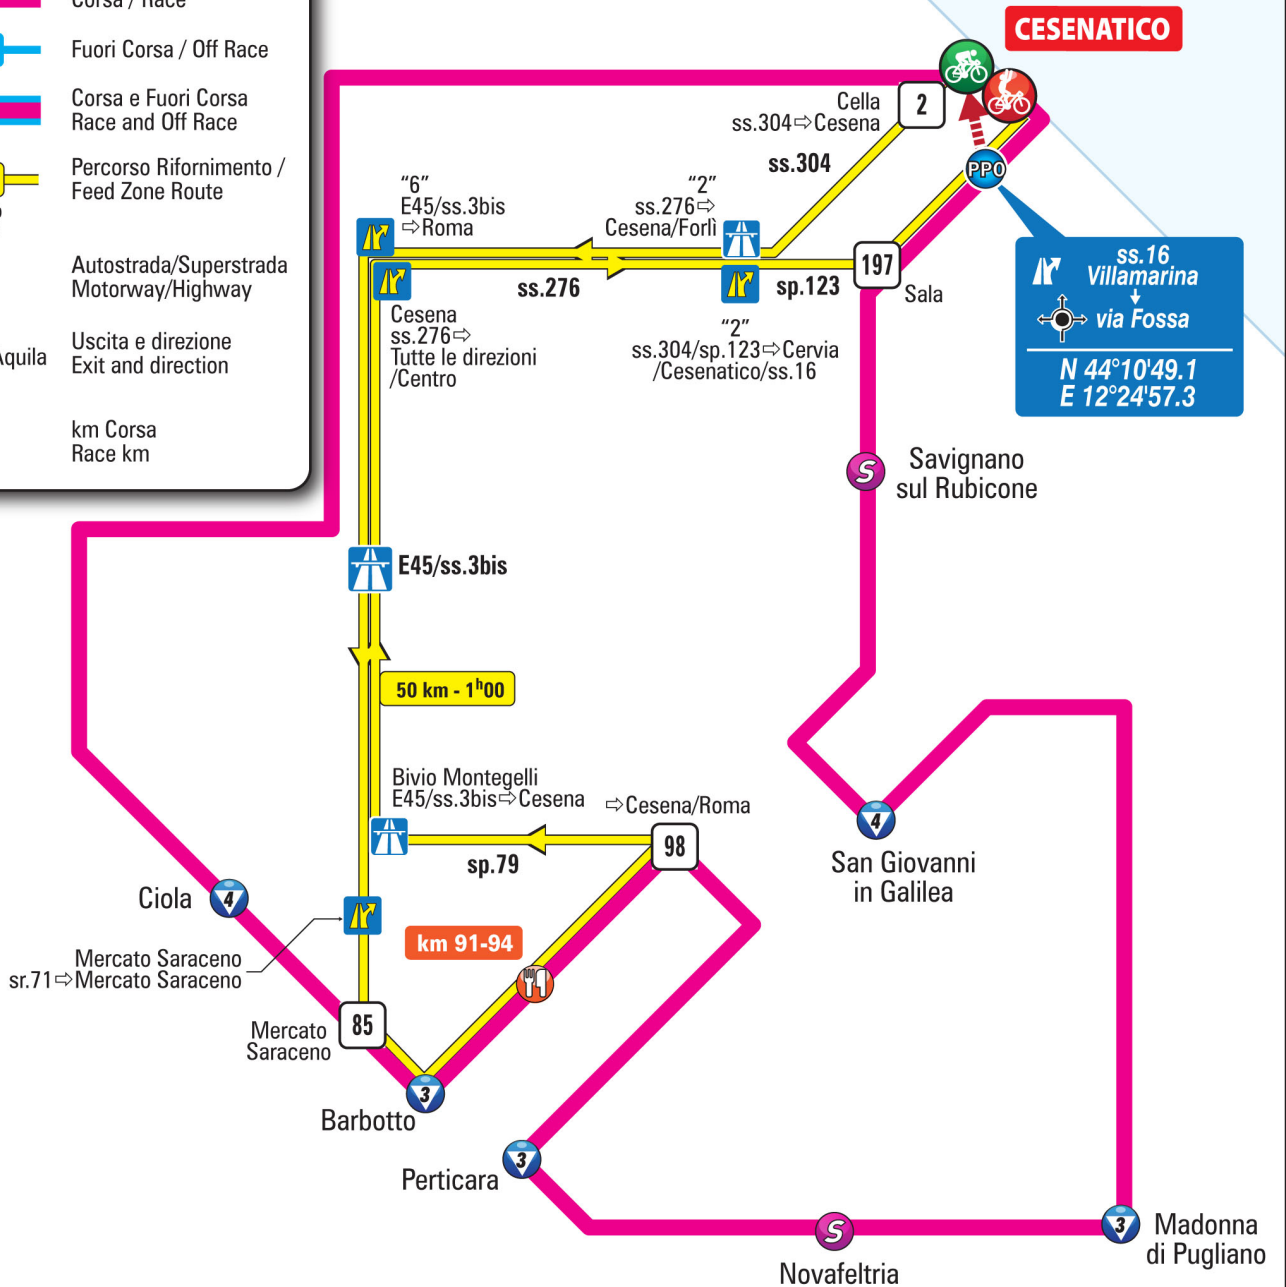 Corsa / Race
Fuori Corsa / Off Race
Corsa e Fuori Corsa
Race and Off Race
Percorso Rifornimento /
Feed Zone Route
Autostrada/Superstrada
Motorway/Highway
Aquila
Uscita e direzione
Exit and direction
km Corsa
Race km
CESENATICO
Cella
ss.304⇨Cesena
2
ss.304
PPO
“6”
E45/ss.3bis
⇨Roma
“2”
ss.276⇨
Cesena/Forlì
ss.276
sp.123
197
Sala
Cesena
ss.276⇨
Tutte le direzioni
/Centro
“2”
ss.304/sp.123⇨Cervia
/Cesenatico/ss.16
ss.16
Villamarina
via Fossa
N 44°10'49.1
E 12°24'57.3
S
Savignano
sul Rubicone
E45/ss.3bis
50 km - 1h00
Bivio Montegelli
E45/ss.3bis⇨Cesena
⇨Cesena/Roma
98
sp.79
4
San Giovanni
in Galilea
Ciola
4
km 91-94
Mercato Saraceno
sr.71⇨Mercato Saraceno
85
Mercato
Saraceno
3
Barbotto
3
Perticara
S
Novafeltria
3
Madonna
di Pugliano